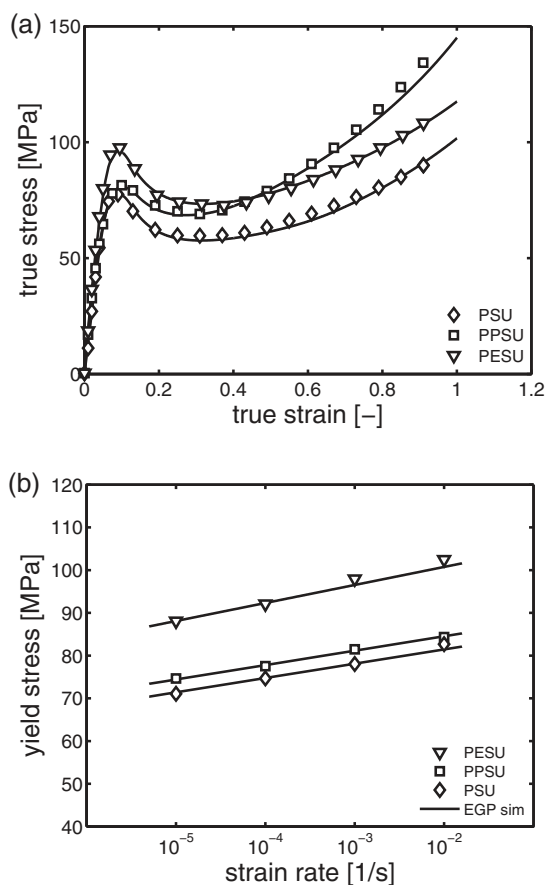 (a)
true stress [MPa]
150
100
50
0
0
0.2
0.4
0.6
0.8
1
1.2
true strain [−]
PSU
PPSU
PESU
(b)
yield stress [MPa]
120
110
100
90
80
70
60
50
40
10⁻⁵
10⁻⁴
10⁻³
10⁻²
strain rate [1/s]
PESU
PPSU
PSU
EGP sim